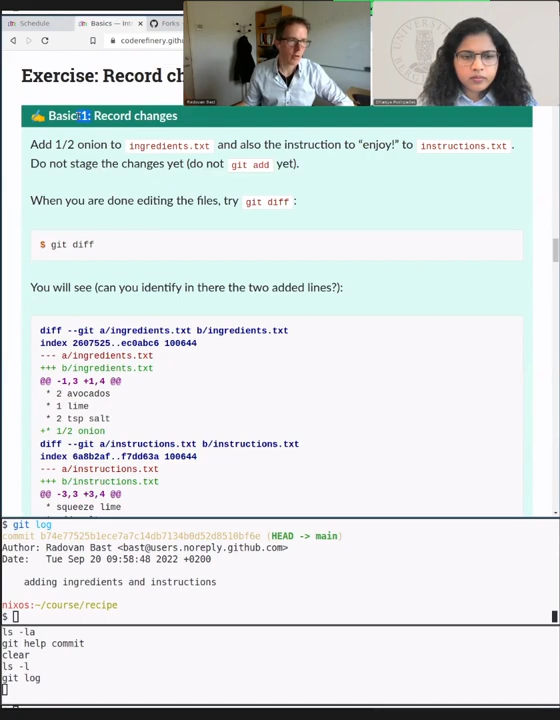 Schedule
Basics — Int
Forks
coderefinery.gith
Radovan Bast
Exercise: Record ch
✍ Basic 1: Record changes
Add 1/2 onion to ingredients.txt and also the instruction to “enjoy!” to instructions.txt.
Do not stage the changes yet (do not git add yet).
When you are done editing the files, try git diff :
$ git diff
You will see (can you identify in there the two added lines?):
diff --git a/ingredients.txt b/ingredients.txt
index 2607525..ec0abc6 100644
--- a/ingredients.txt
+++ b/ingredients.txt
@@ -1,3 +1,4 @@
* 2 avocados
* 1 lime
* 2 tsp salt
+* 1/2 onion
diff --git a/instructions.txt b/instructions.txt
index 6a8b2af..f7dd63a 100644
--- a/instructions.txt
+++ b/instructions.txt
@@ -3,3 +3,4 @@
* squeeze lime
$ git log
commit b74e77525b1ece7a7c14db7134b0d52d8510bf6e (HEAD -> main)
Author: Radovan Bast <bast@users.noreply.github.com>
Date: Tue Sep 20 09:58:48 2022 +0200
adding ingredients and instructions
nixos:~/course/recipe
$
ls -la
git help commit
clear
ls -l
git log